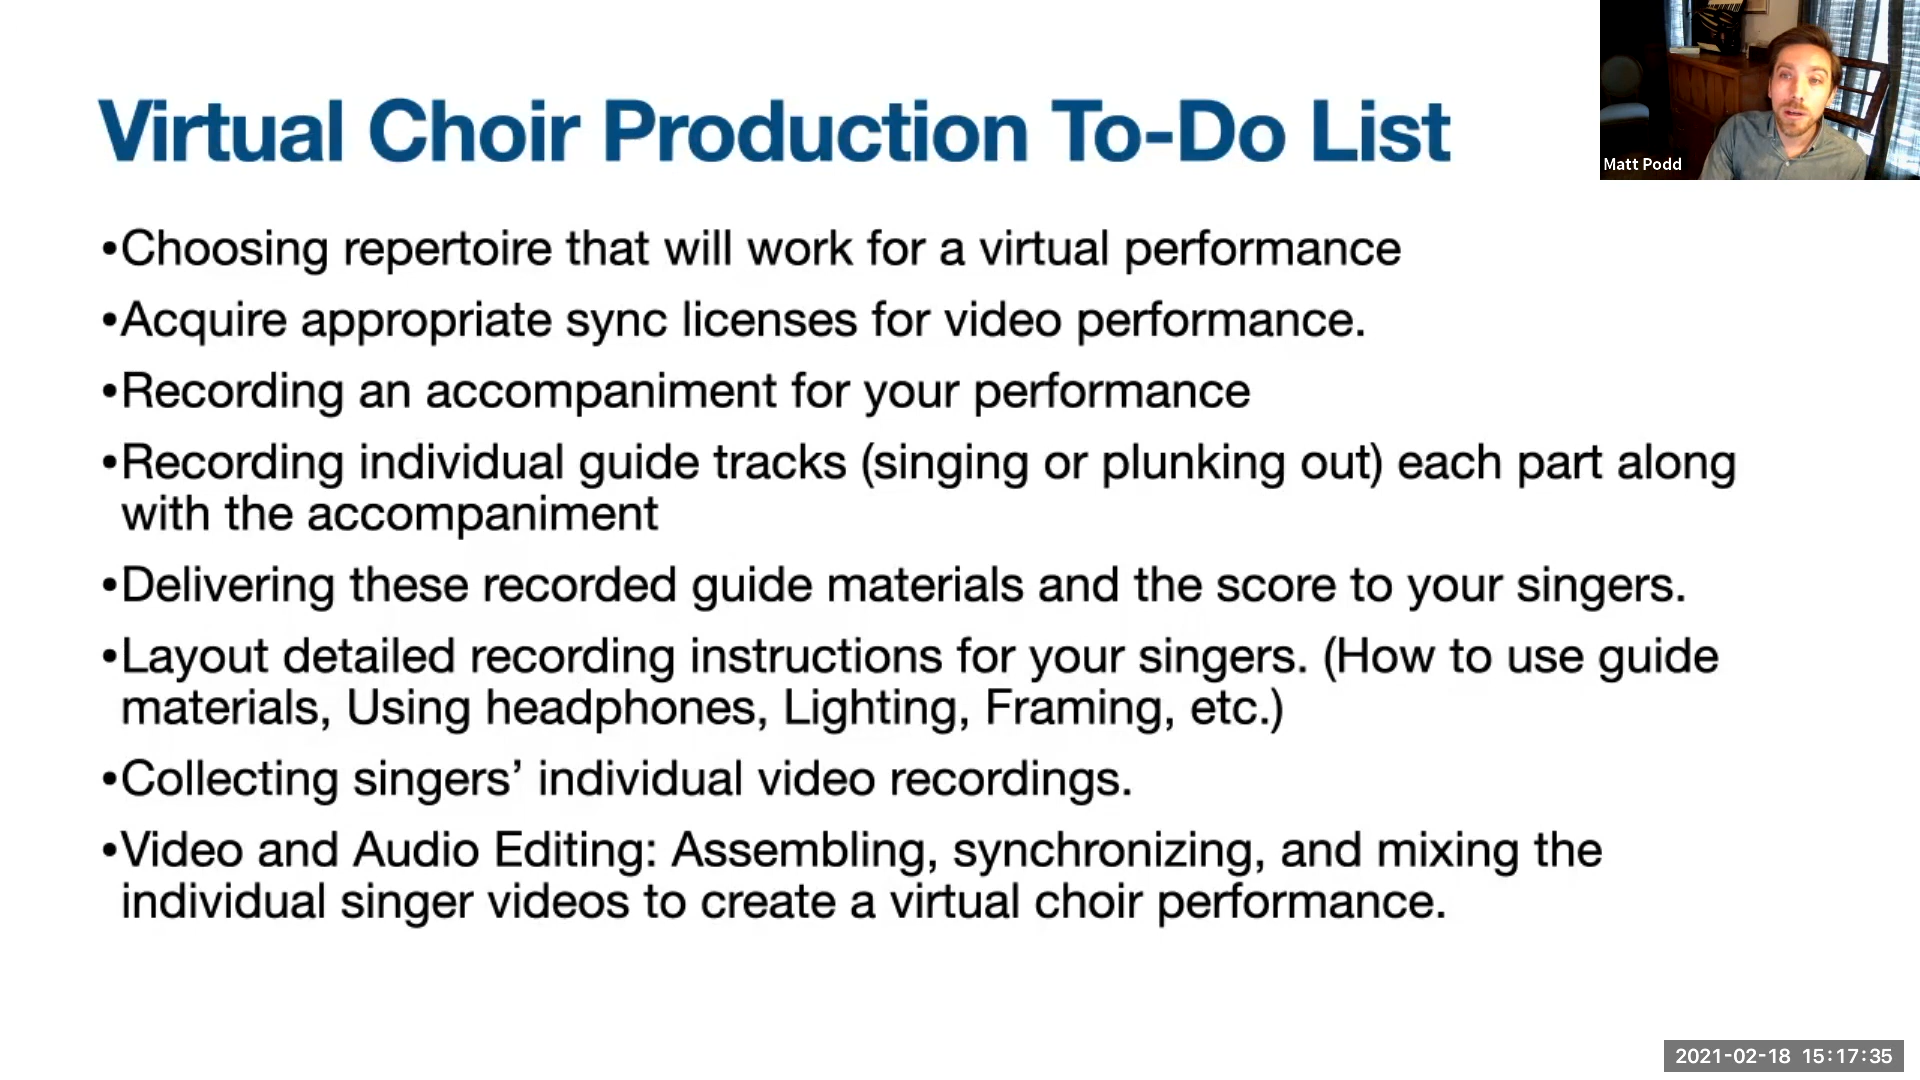 Virtual Choir Production To-Do List
Matt Podd
•Choosing repertoire that will work for a virtual performance
•Acquire appropriate sync licenses for video performance.
•Recording an accompaniment for your performance
•Recording individual guide tracks (singing or plunking out) each part along
with the accompaniment
•Delivering these recorded guide materials and the score to your singers.
•Layout detailed recording instructions for your singers. (How to use guide
materials, Using headphones, Lighting, Framing, etc.)
•Collecting singers’ individual video recordings.
•Video and Audio Editing: Assembling, synchronizing, and mixing the
individual singer videos to create a virtual choir performance.
2021-02-18 15:17:35